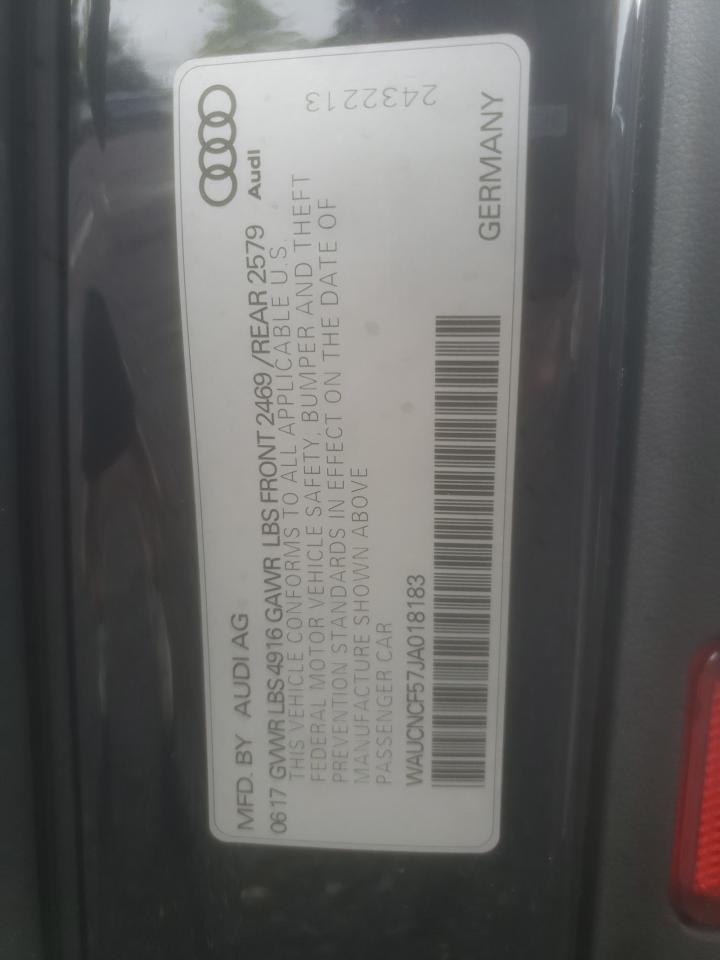 MFD. BY AUDI AG
0617 GVWR LBS 4916 GAWR LBS FRONT 2469/REAR 2579
THIS VEHICLE CONFORMS TO ALL APPLICABLE U.S.
FEDERAL MOTOR VEHICLE SAFETY, BUMPER AND THEFT
PREVENTION STANDARDS IN EFFECT ON THE DATE OF
MANUFACTURE SHOWN ABOVE
PASSENGER CAR
WAUCNCF57JA018183
Audi
2432213
GERMANY